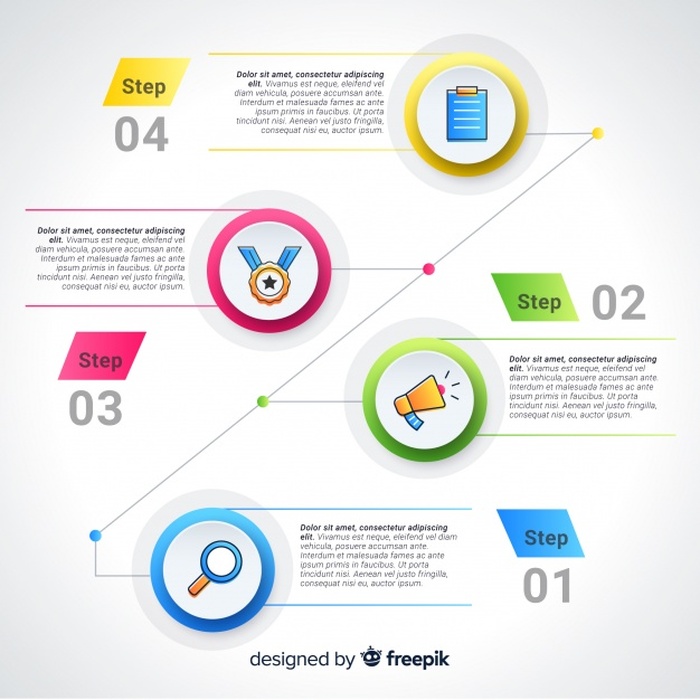 Step
04
Dolor sit amet, consectetur adipiscing
elit. Vivamus est neque, eleifend vel
diam vehicula, posuere accumsan ante.
Interdum et malesuada fames ac ante
ipsum primis in faucibus. Ut porta
tincidunt nisi. Aenean vel justo fringilla,
consequat nisi eu, auctor ipsum.
Dolor sit amet, consectetur adipiscing
elit. Vivamus est neque, eleifend vel
diam vehicula, posuere accumsan ante.
Interdum et malesuada fames ac ante
ipsum primis in faucibus. Ut porta
tincidunt nisi. Aenean vel justo fringilla,
consequat nisi eu, auctor ipsum.
Step
03
Step
02
Dolor sit amet, consectetur adipiscing
elit. Vivamus est neque, eleifend vel
diam vehicula, posuere accumsan ante.
Interdum et malesuada fames ac ante
ipsum primis in faucibus. Ut porta
tincidunt nisi. Aenean vel justo fringilla,
consequat nisi eu, auctor ipsum.
Dolor sit amet, consectetur adipiscing
elit. Vivamus est neque, eleifend vel diam
vehicula, posuere accumsan ante.
Interdum et malesuada fames ac ante
ipsum primis in faucibus. Ut porta
tincidunt nisi. Aenean vel justo fringilla,
consequat nisi eu, auctor ipsum.
Step
01
designed by freepik